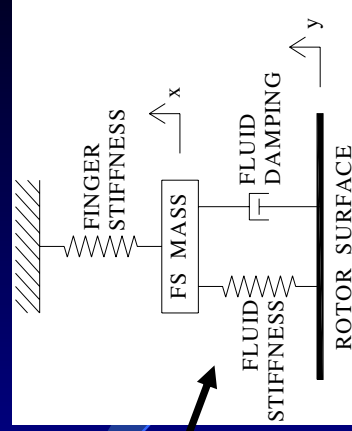 FINGER
STIFFNESS
x
FS MASS
FLUID
STIFFNESS
FLUID
DAMPING
y
ROTOR SURFACE